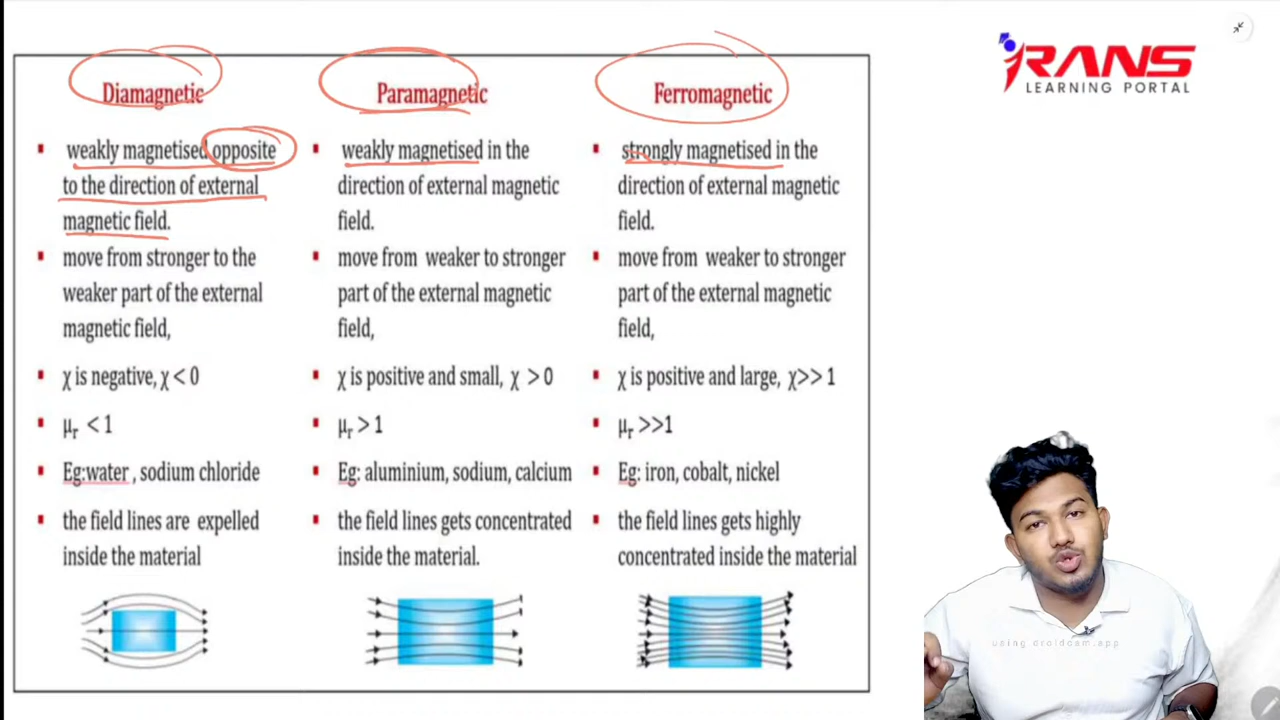 RANS
LEARNING PORTAL
Diamagnetic
weakly magnetised opposite
to the direction of external
magnetic field.
move from stronger to the
weaker part of the external
magnetic field,
χ is negative, χ < 0
μr < 1
Eg:water , sodium chloride
the field lines are expelled
inside the material
Paramagnetic
weakly magnetised in the
direction of external magnetic
field.
move from weaker to stronger
part of the external magnetic
field,
χ is positive and small, χ > 0
μr > 1
Eg: aluminium, sodium, calcium
the field lines gets concentrated
inside the material.
Ferromagnetic
strongly magnetised in the
direction of external magnetic
field.
move from weaker to stronger
part of the external magnetic
field,
χ is positive and large, χ>> 1
μr >>1
Eg: iron, cobalt, nickel
the field lines gets highly
concentrated inside the material
using droidcam.app